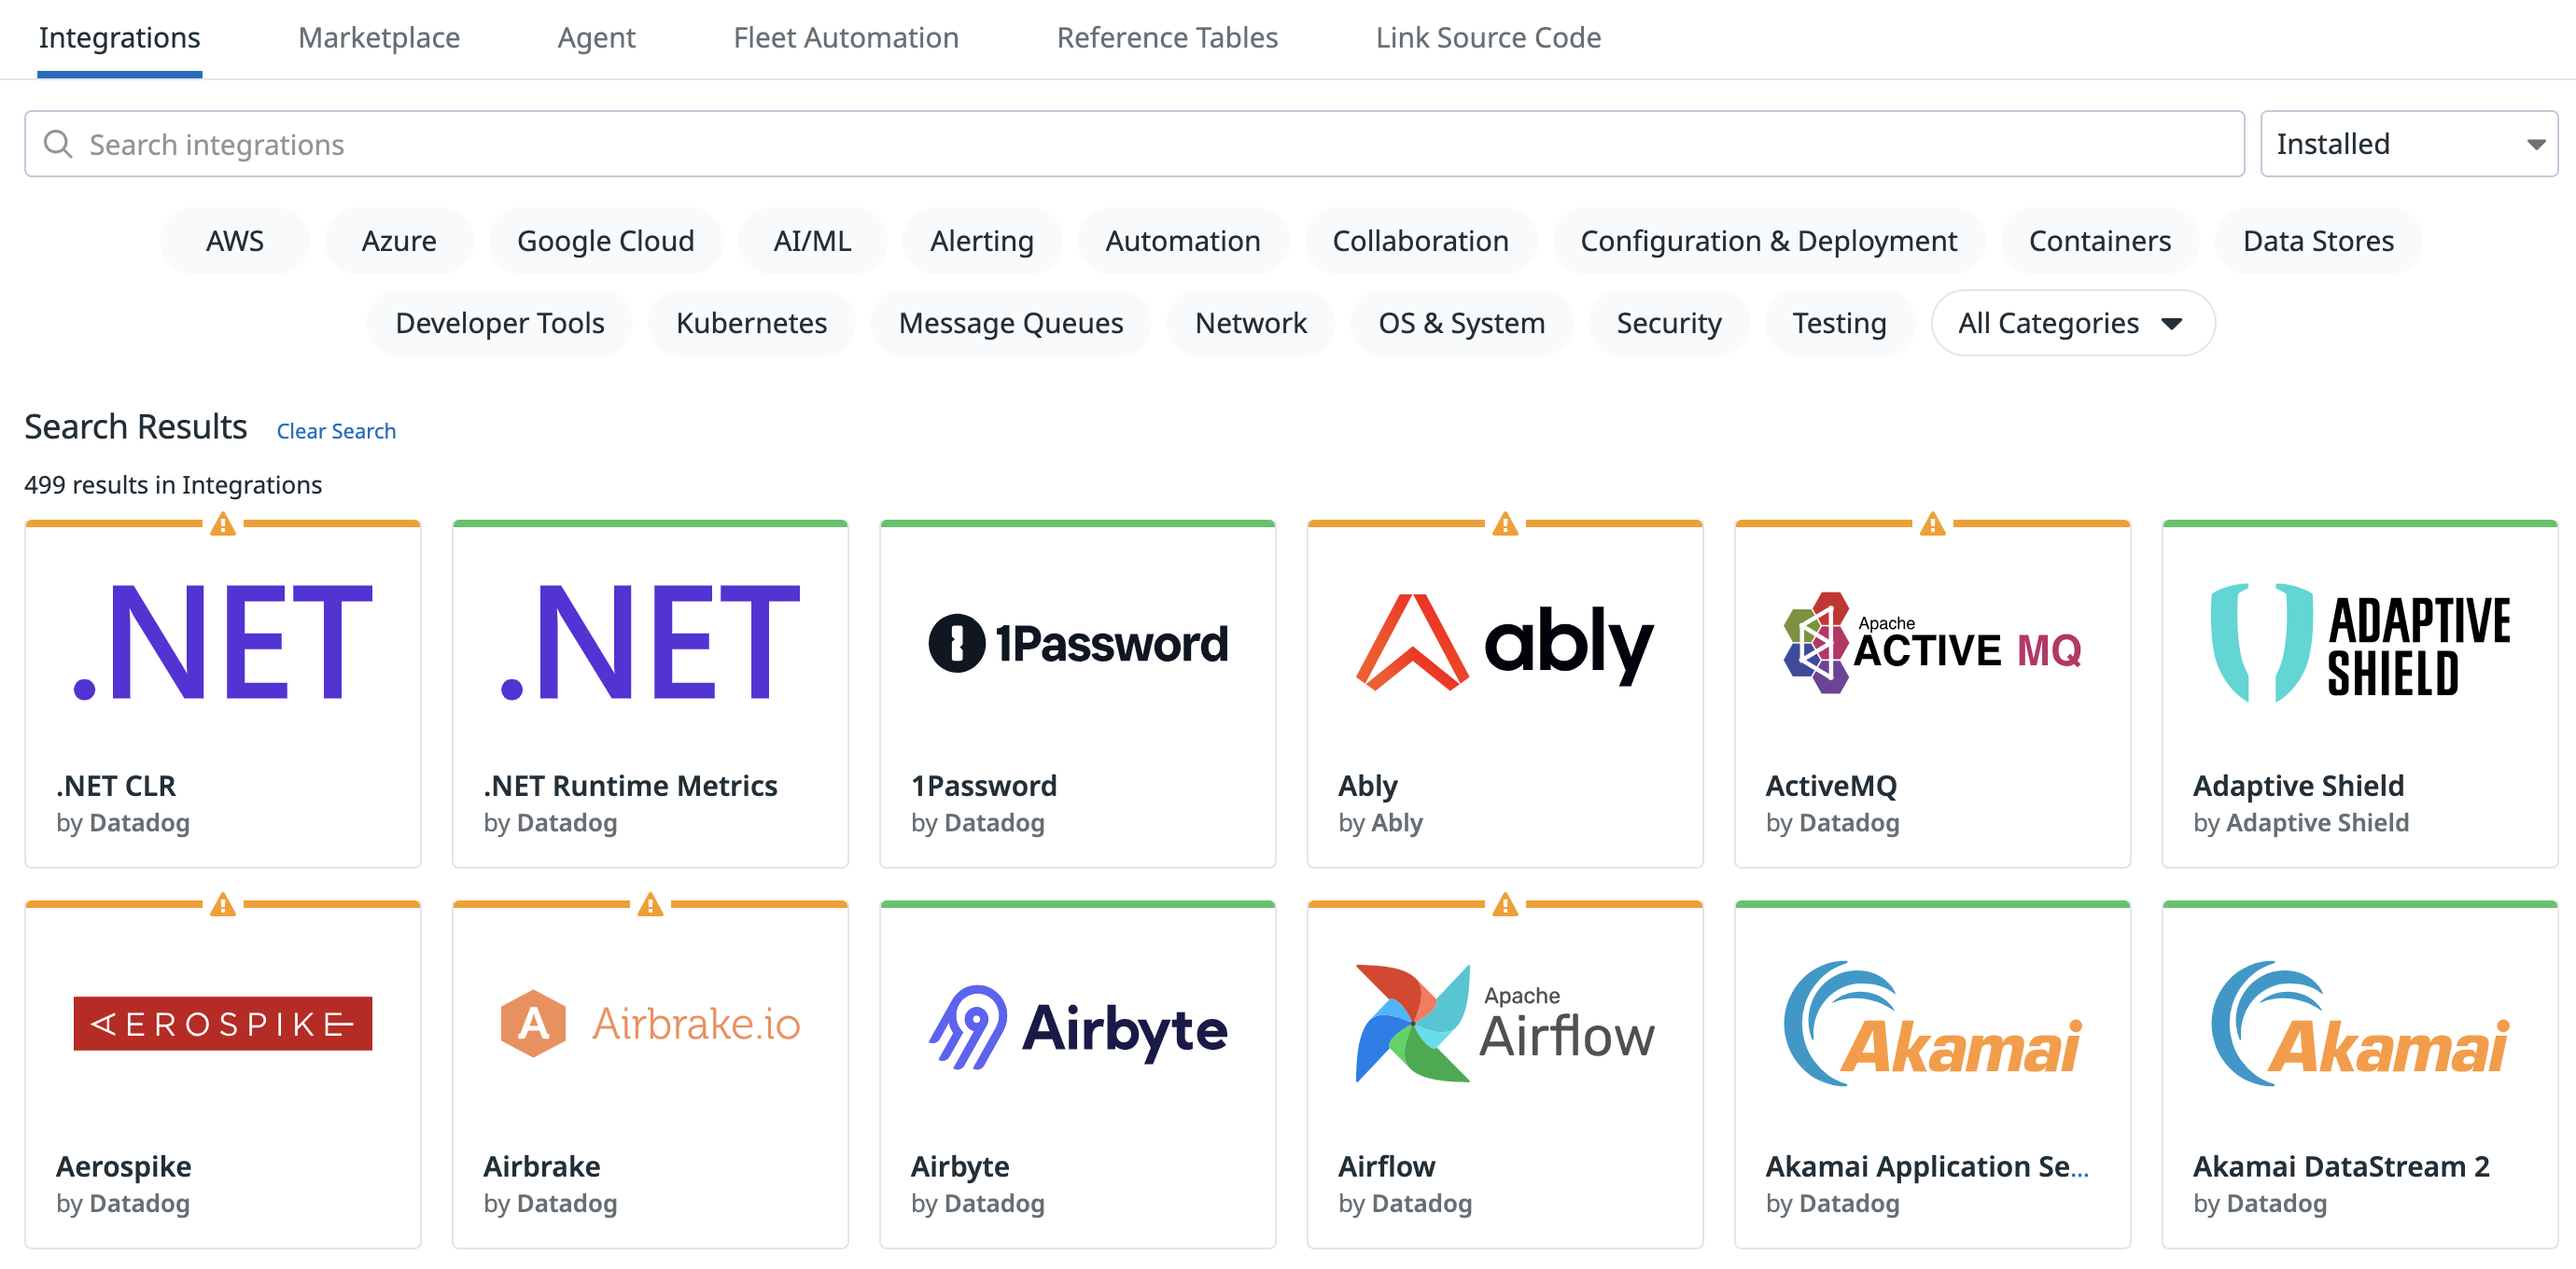 Integrations Marketplace Agent Fleet Automation Reference Tables Link Source Code
Search integrations Installed
AWS Azure Google Cloud AI/ML Alerting Automation Collaboration Configuration & Deployment Containers Data Stores
Developer Tools Kubernetes Message Queues Network OS & System Security Testing All Categories
Search Results Clear Search
499 results in Integrations
.NET
.NET CLR
by Datadog
.NET
.NET Runtime Metrics
by Datadog
1Password
1Password
by Datadog
ably
Ably
by Ably
Apache
ACTIVE MQ
ActiveMQ
by Datadog
ADAPTIVE
SHIELD
Adaptive Shield
by Adaptive Shield
AEROSPIKE
Aerospike
by Datadog
A Airbrake.io
Airbrake
by Datadog
Airbyte
Airbyte
by Datadog
Apache
Airflow
Airflow
by Datadog
Akamai
Akamai Application Se...
by Datadog
Akamai
Akamai DataStream 2
by Datadog